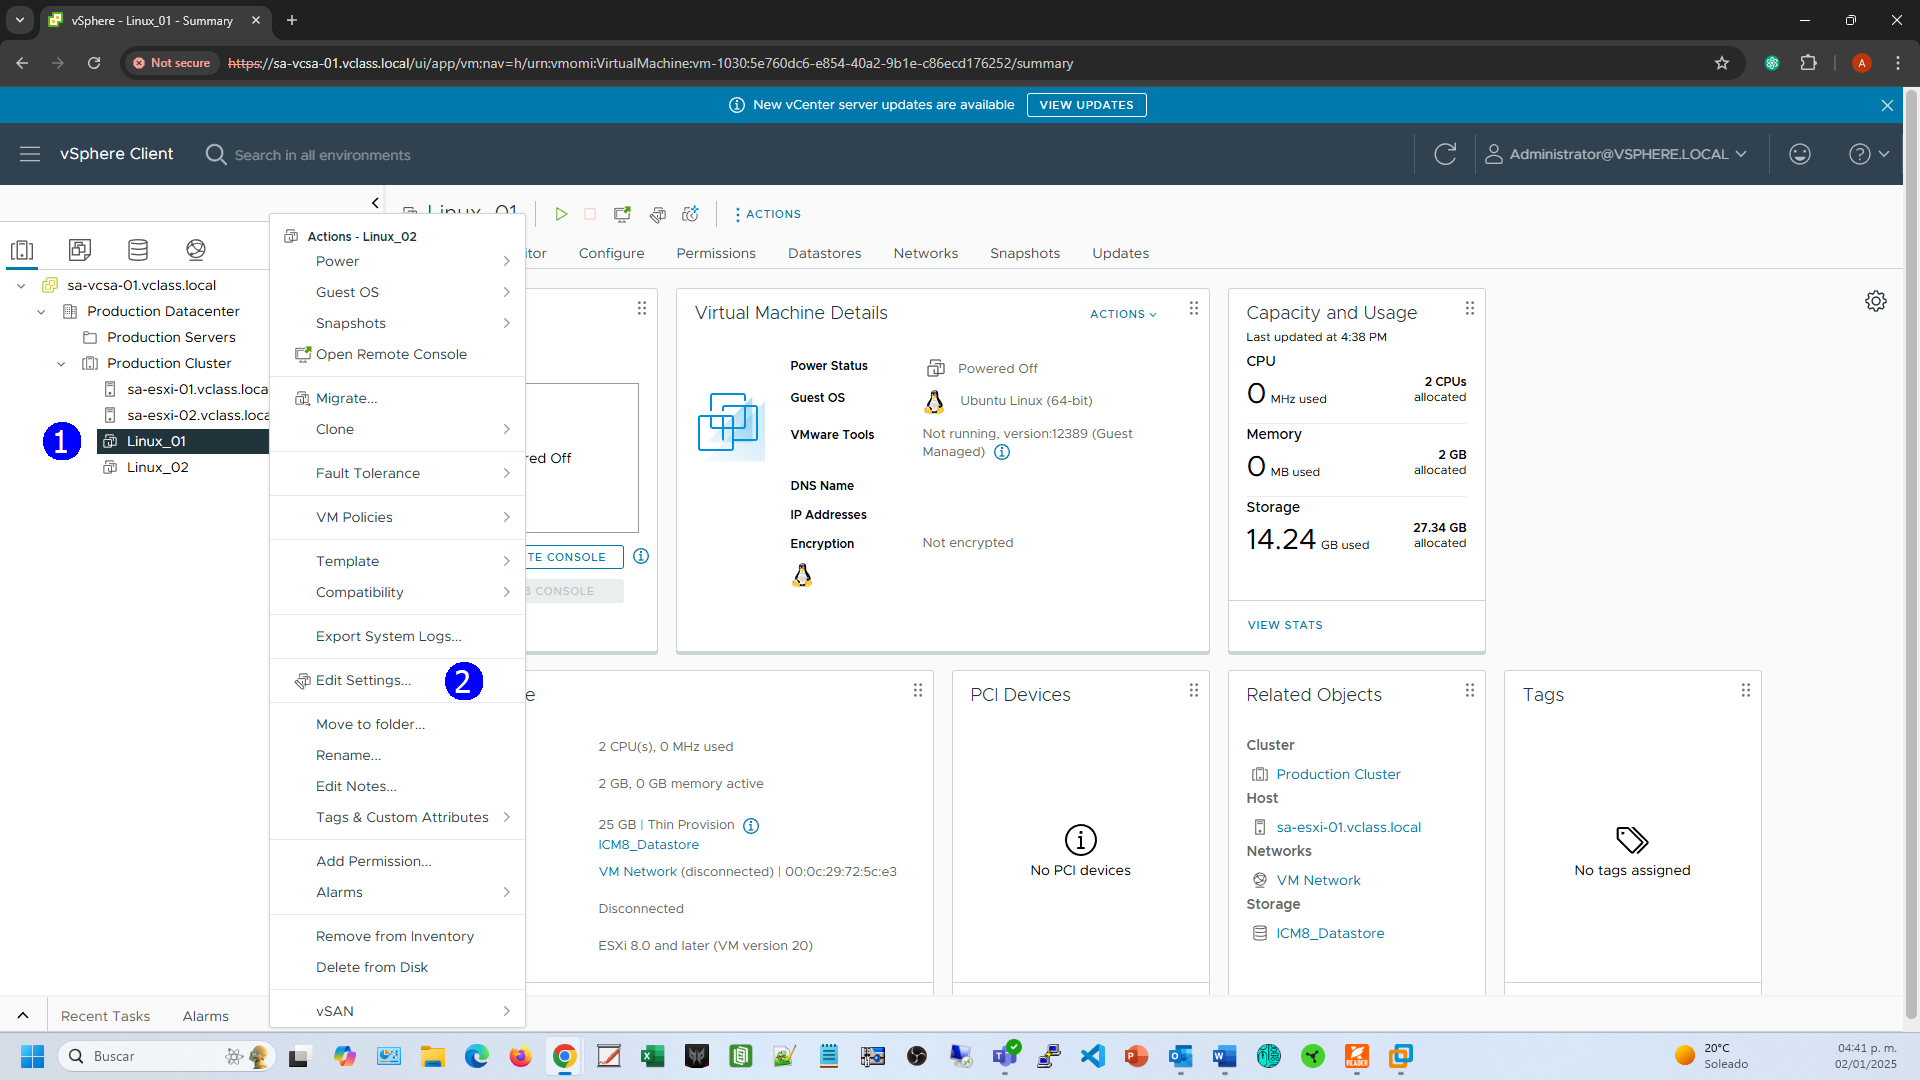 vSphere - Linux_01 - Summary
Not secure
https://sa-vcsa-01.vclass.local/ui/app/vm;nav=h/urn:vmomi:VirtualMachine:vm-1030:5e760dc6-e854-40a2-9b1e-c86ecd176252/summary
A
New vCenter server updates are available
VIEW UPDATES
vSphere Client
Search in all environments
Administrator@VSPHERE.LOCAL
Linux_01
ACTIONS
Configure
Permissions
Datastores
Networks
Snapshots
Updates
sa-vcsa-01.vclass.local
Production Datacenter
Production Servers
Production Cluster
sa-esxi-01.vclass.loca
sa-esxi-02.vclass.loca
1
Linux_01
Linux_02
Actions - Linux_02
Power
Guest OS
Snapshots
Open Remote Console
Migrate...
Clone
Fault Tolerance
VM Policies
Template
Compatibility
Export System Logs...
Edit Settings...
2
Move to folder...
Rename...
Edit Notes...
Tags & Custom Attributes
Add Permission...
Alarms
Remove from Inventory
Delete from Disk
vSAN
red Off
TE CONSOLE
CONSOLE
Virtual Machine Details
ACTIONS
Power Status
Powered Off
Guest OS
Ubuntu Linux (64-bit)
VMware Tools
Not running, version:12389 (Guest
Managed)
DNS Name
IP Addresses
Encryption
Not encrypted
Capacity and Usage
Last updated at 4:38 PM
CPU
0 MHz used
2 CPUs
allocated
Memory
0 MB used
2 GB
allocated
Storage
14.24 GB used
27.34 GB
allocated
VIEW STATS
e
2 CPU(s), 0 MHz used
2 GB, 0 GB memory active
25 GB | Thin Provision
ICM8_Datastore
VM Network (disconnected) | 00:0c:29:72:5c:e3
Disconnected
ESXi 8.0 and later (VM version 20)
PCI Devices
No PCI devices
Related Objects
Cluster
Production Cluster
Host
sa-esxi-01.vclass.local
Networks
VM Network
Storage
ICM8_Datastore
Tags
No tags assigned
Recent Tasks
Alarms
Buscar
20°C
Soleado
04:41 p. m.
02/01/2025